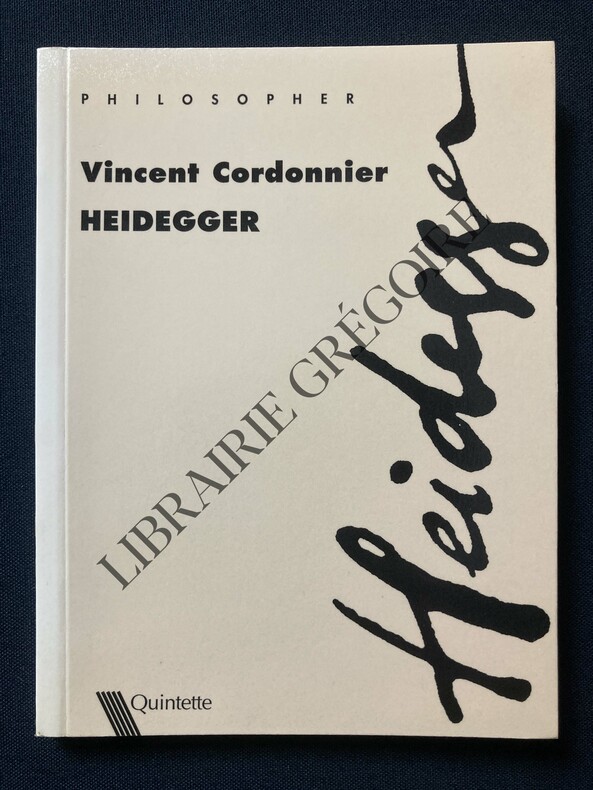 PHILOSOPHER
Vincent Cordonnier
HEIDEGGER
Heidegger
LIBRAIRIE GRÉGOIRE
Quintette